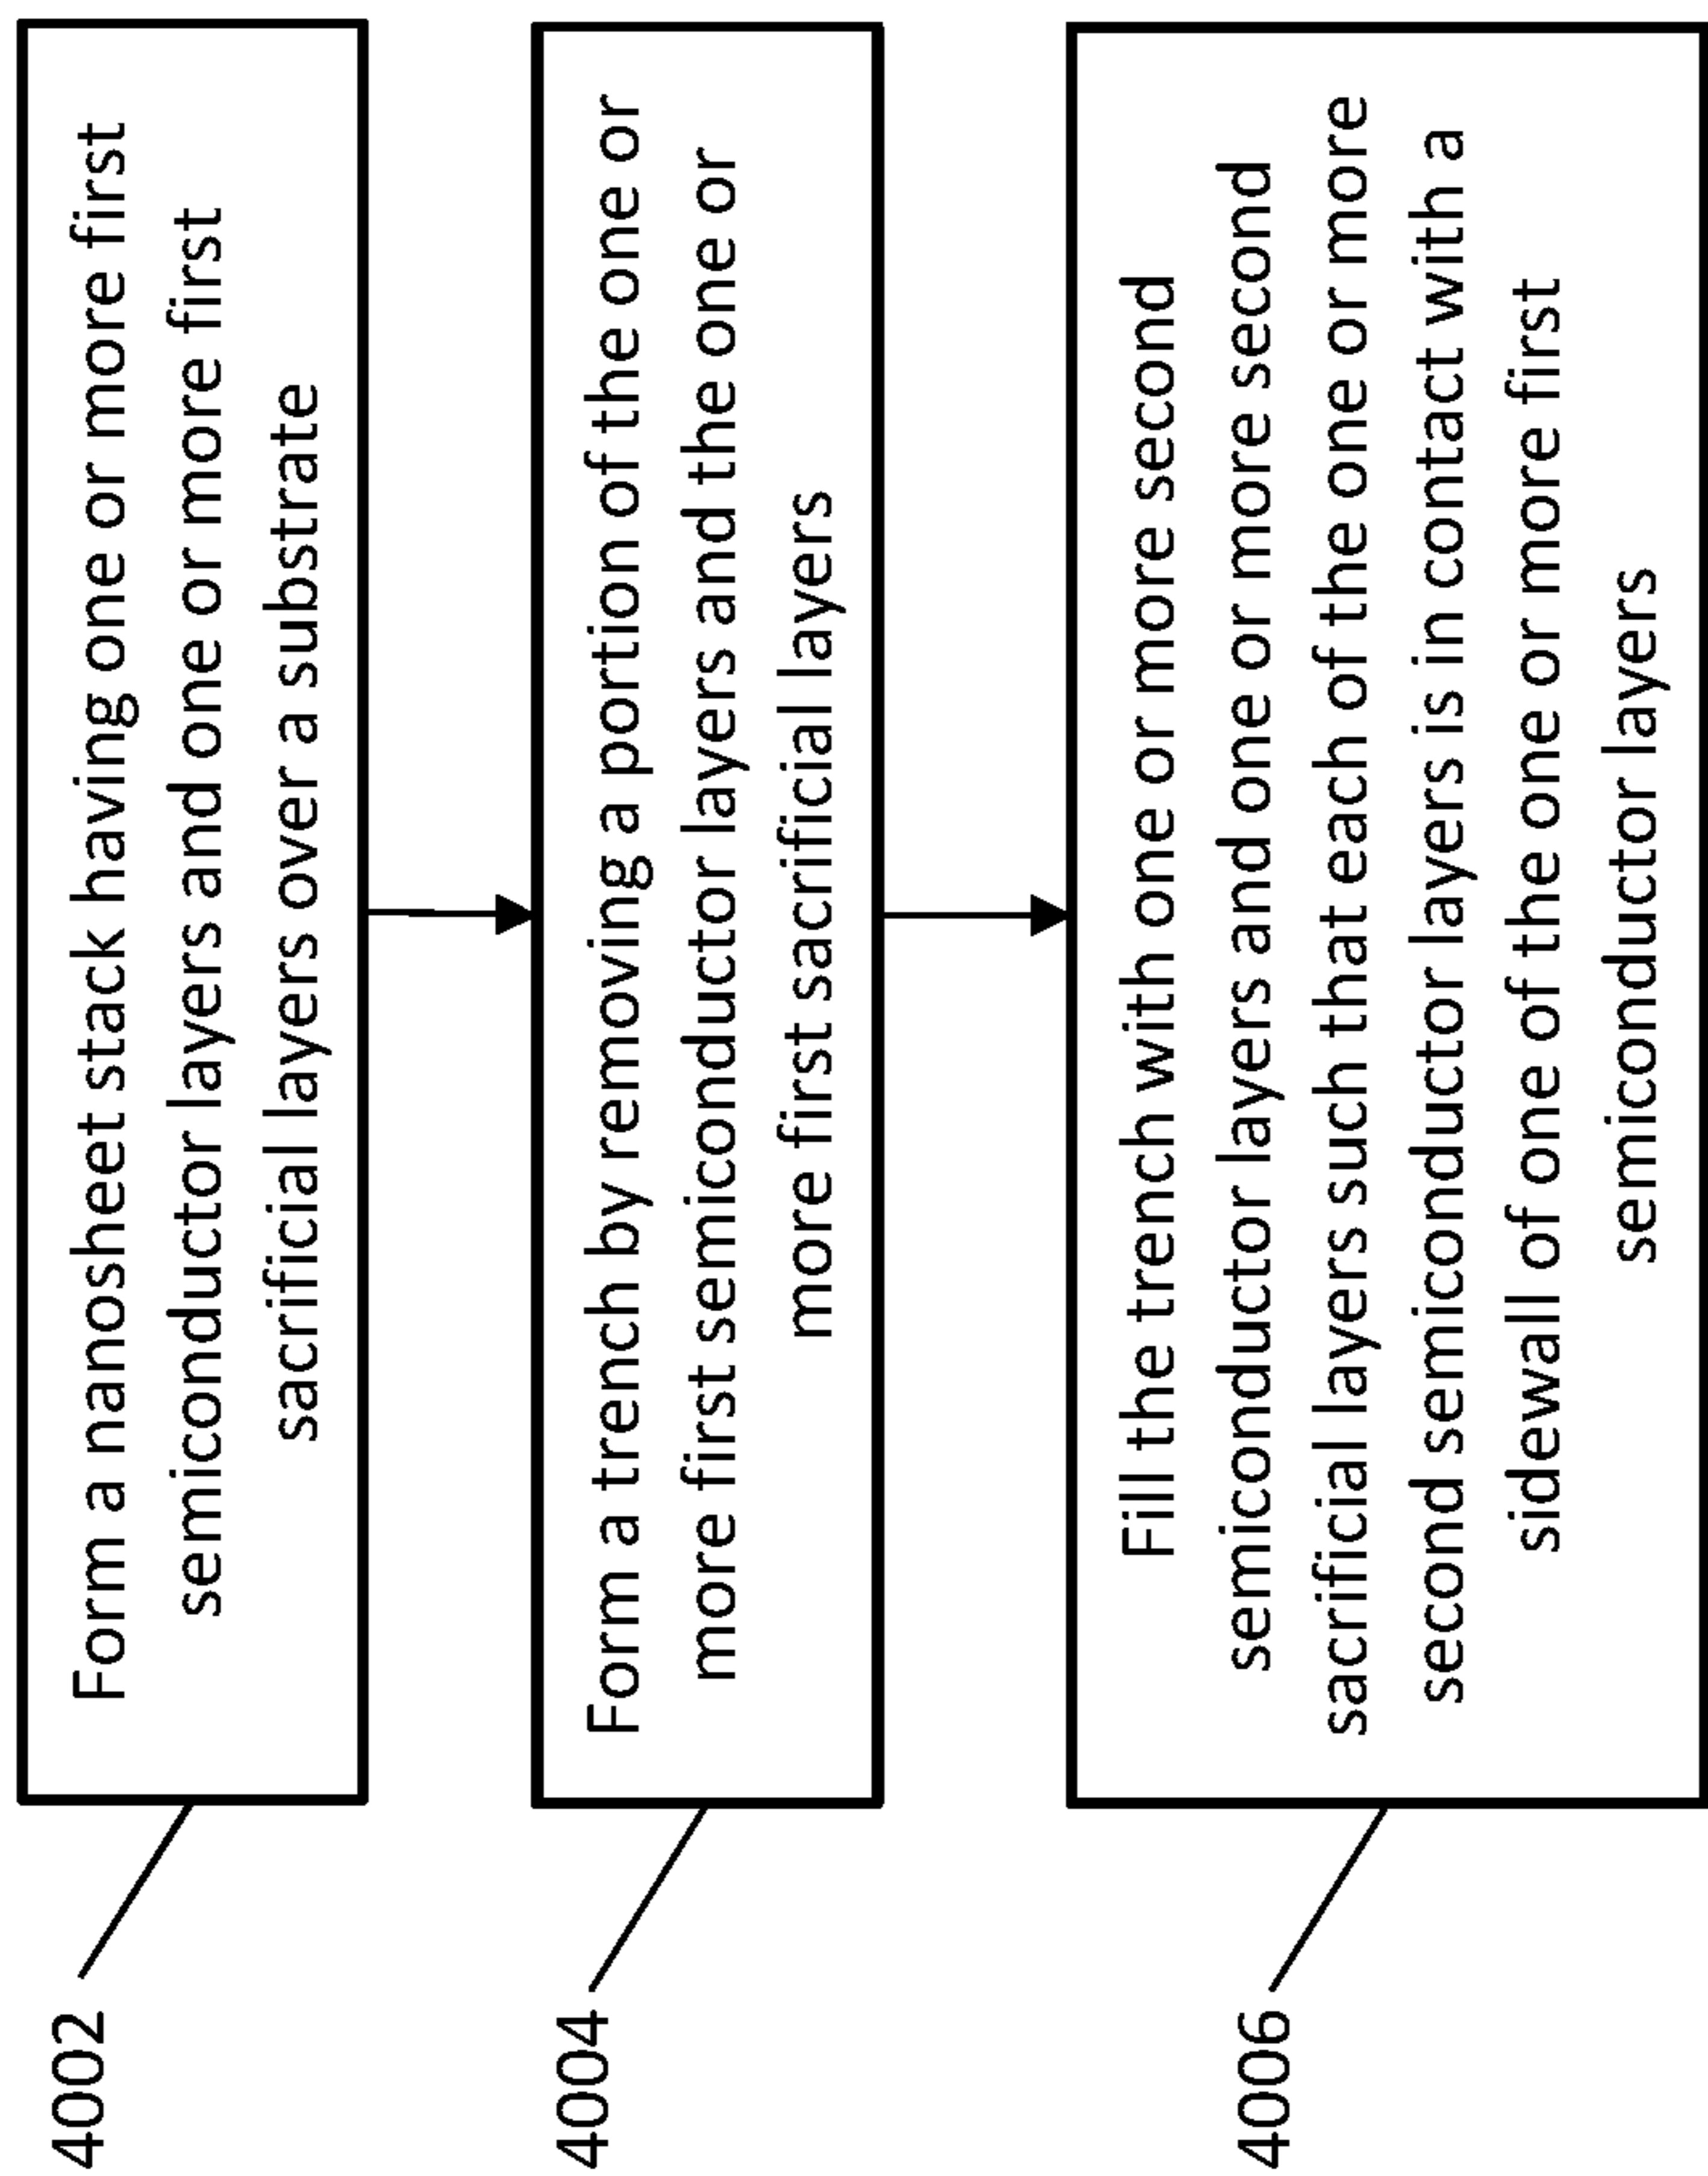 4002
Form a nanosheet stack having one or more first
semiconductor layers and one or more first
sacrificial layers over a substrate
4004
Form a trench by removing a portion of the one or
more first semiconductor layers and the one or
more first sacrificial layers
4006
Fill the trench with one or more second
semiconductor layers and one or more second
sacrificial layers such that each of the one or more
second semiconductor layers is in contact with a
sidewall of one of the one or more first
semiconductor layers